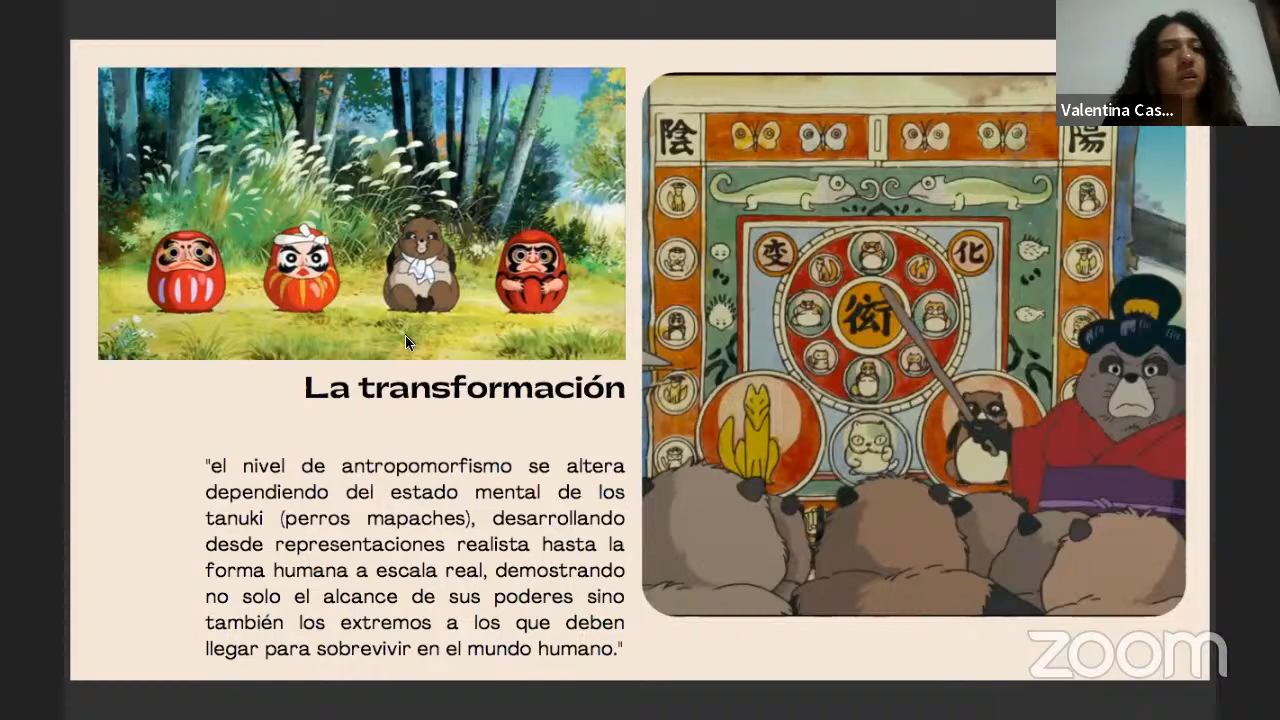 Valentina Cas...
陰
陽
变
化
術
La transformación
"el nivel de antropomorfismo se altera
dependiendo del estado mental de los
tanuki (perros mapaches), desarrollando
desde representaciones realista hasta la
forma humana a escala real, demostrando
no solo el alcance de sus poderes sino
también los extremos a los que deben
llegar para sobrevivir en el mundo humano."
zoom